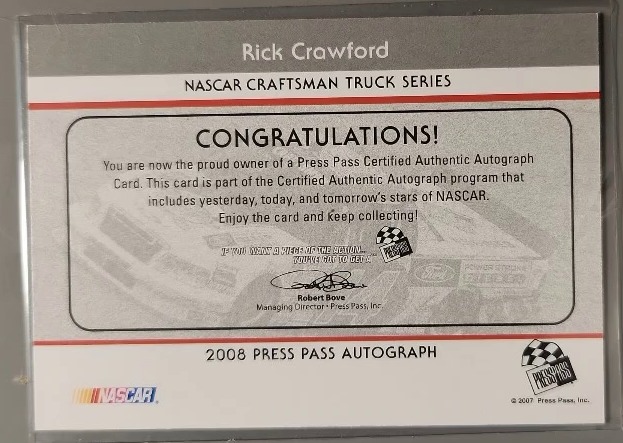 Rick Crawford
NASCAR CRAFTSMAN TRUCK SERIES
CONGRATULATIONS!
You are now the proud owner of a Press Pass Certified Authentic Autograph
Card. This card is part of the Certified Authentic Autograph program that
includes yesterday, today, and tomorrow's stars of NASCAR.
Enjoy the card and keep collecting!
IF YOU WANT A PIECE OF THE ACTION...
YOU'VE GOT TO GET A
PRESS PASS
Ford
Robert Bove
Managing Director • Press Pass, Inc.
2008 PRESS PASS AUTOGRAPH
NASCAR
PRESS PASS
© 2007 Press Pass, Inc.